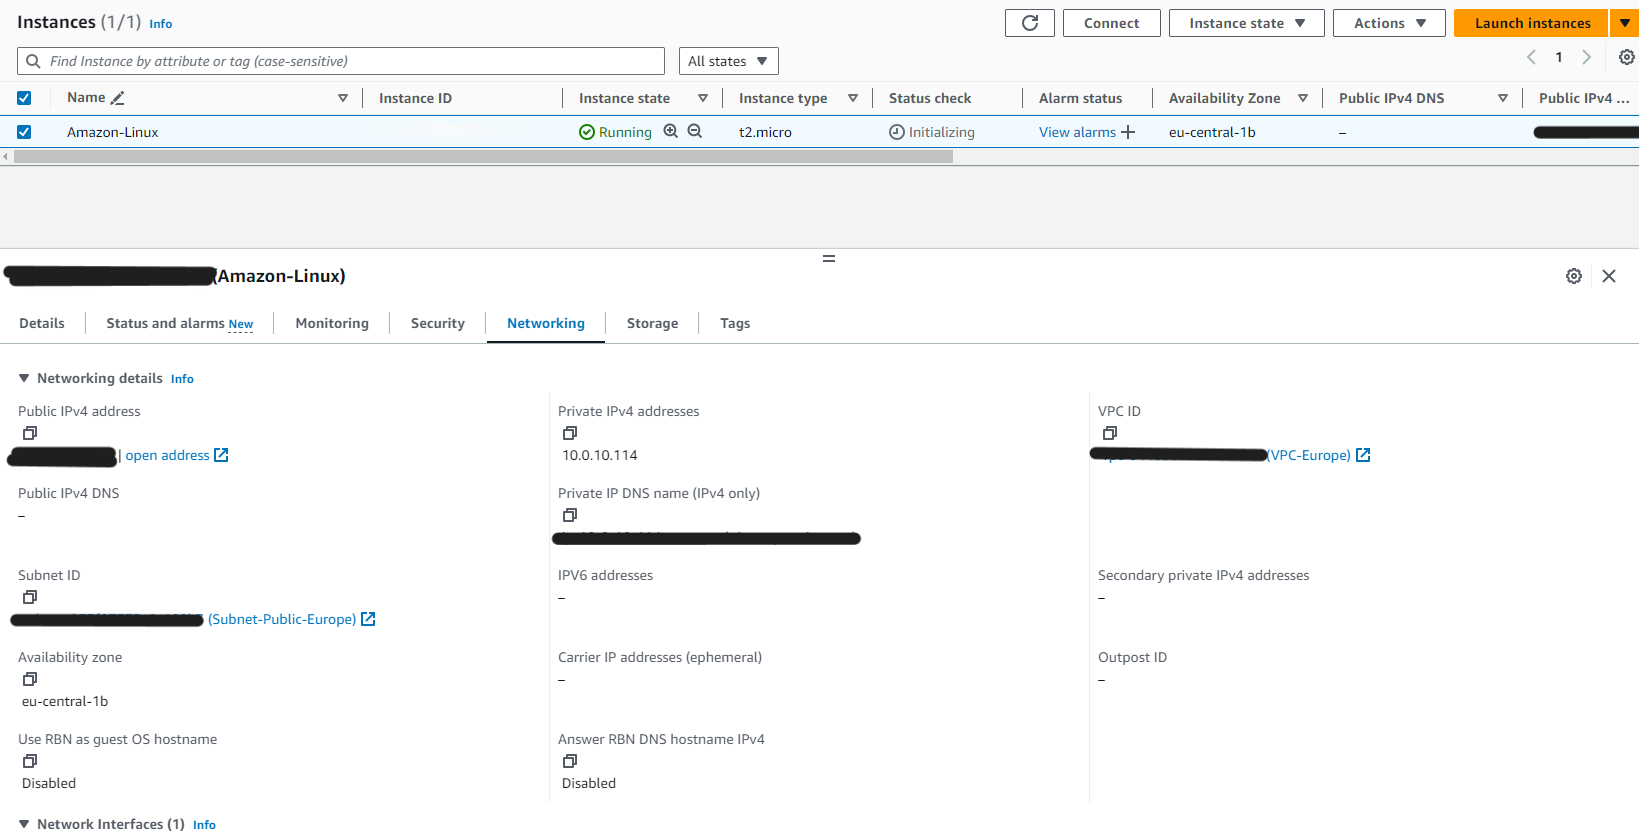 Instances (1/1) Info
Connect
Instance state
Actions
Launch instances
Find Instance by attribute or tag (case-sensitive)
All states
1
Name
Instance ID
Instance state
Instance type
Status check
Alarm status
Availability Zone
Public IPv4 DNS
Public IPv4 ...
Amazon-Linux
Running
t2.micro
Initializing
View alarms
eu-central-1b
–
(Amazon-Linux)
Details
Status and alarms New
Monitoring
Security
Networking
Storage
Tags
Networking details Info
Public IPv4 address
Private IPv4 addresses
VPC ID
| open address
10.0.10.114
(VPC-Europe)
Public IPv4 DNS
Private IP DNS name (IPv4 only)
–
Subnet ID
IPV6 addresses
Secondary private IPv4 addresses
–
–
(Subnet-Public-Europe)
Availability zone
Carrier IP addresses (ephemeral)
Outpost ID
–
–
eu-central-1b
Use RBN as guest OS hostname
Answer RBN DNS hostname IPv4
Disabled
Disabled
Network Interfaces (1) Info